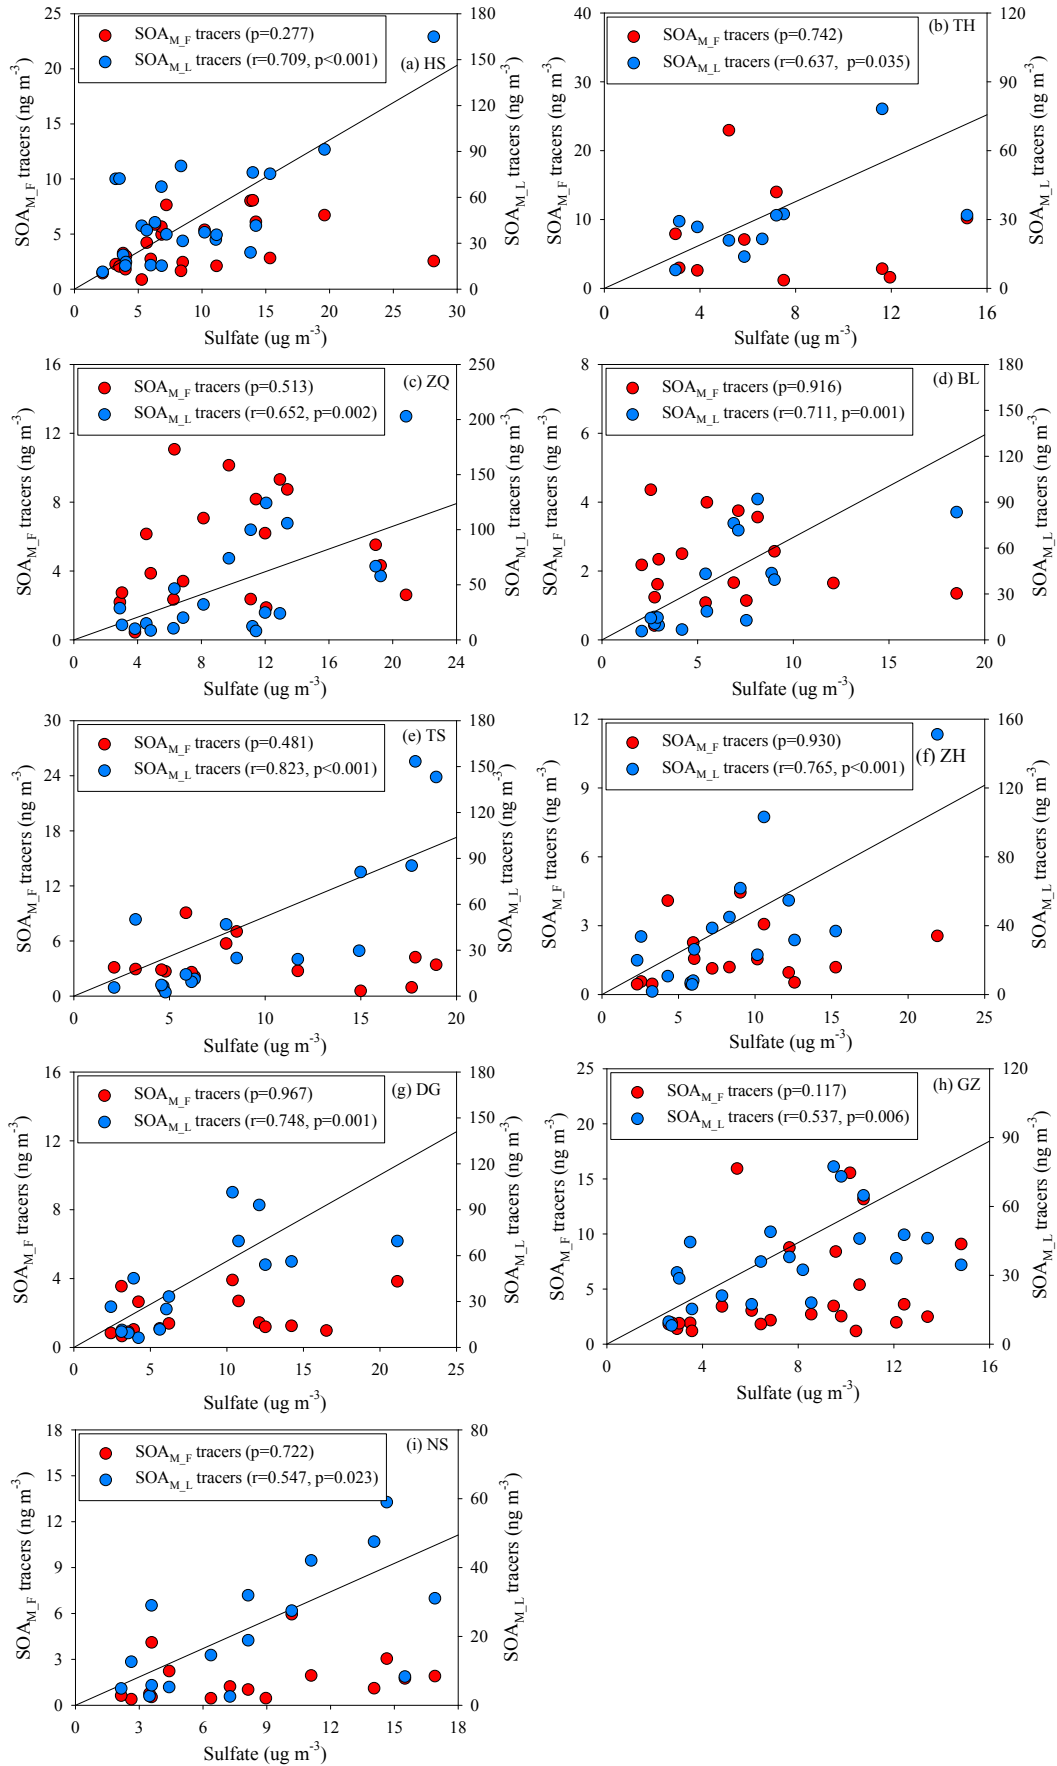 SOA_M_F tracers (p=0.277)
SOA_M_L tracers (r=0.709, p<0.001)
(a) HS
25
20
15
10
5
0
180
150
120
90
60
30
0
0 5 10 15 20 25 30
SOA_M_F tracers (ng m⁻³)
SOA_M_L tracers (ng m⁻³)
Sulfate (ug m⁻³)
SOA_M_F tracers (p=0.742)
SOA_M_L tracers (r=0.637, p=0.035)
(b) TH
40
30
20
10
0
120
90
60
30
0
0 4 8 12 16
SOA_M_F tracers (ng m⁻³)
SOA_M_L tracers (ng m⁻³)
Sulfate (ug m⁻³)
SOA_M_F tracers (p=0.513)
SOA_M_L tracers (r=0.652, p=0.002)
(c) ZQ
16
12
8
4
0
250
200
150
100
50
0
0 4 8 12 16 20 24
SOA_M_F tracers (ng m⁻³)
SOA_M_L tracers (ng m⁻³)
Sulfate (ug m⁻³)
SOA_M_F tracers (p=0.916)
SOA_M_L tracers (r=0.711, p=0.001)
(d) BL
8
6
4
2
0
180
150
120
90
60
30
0
0 5 10 15 20
SOA_M_F tracers (ng m⁻³)
SOA_M_L tracers (ng m⁻³)
Sulfate (ug m⁻³)
SOA_M_F tracers (p=0.481)
SOA_M_L tracers (r=0.823, p<0.001)
(e) TS
30
24
18
12
6
0
180
150
120
90
60
30
0
0 5 10 15 20
SOA_M_F tracers (ng m⁻³)
SOA_M_L tracers (ng m⁻³)
Sulfate (ug m⁻³)
SOA_M_F tracers (p=0.930)
SOA_M_L tracers (r=0.765, p<0.001)
(f) ZH
12
9
6
3
0
160
120
80
40
0
0 5 10 15 20 25
SOA_M_F tracers (ng m⁻³)
SOA_M_L tracers (ng m⁻³)
Sulfate (ug m⁻³)
SOA_M_F tracers (p=0.967)
SOA_M_L tracers (r=0.748, p=0.001)
(g) DG
16
12
8
4
0
180
150
120
90
60
30
0
0 5 10 15 20 25
SOA_M_F tracers (ng m⁻³)
SOA_M_L tracers (ng m⁻³)
Sulfate (ug m⁻³)
SOA_M_F tracers (p=0.117)
SOA_M_L tracers (r=0.537, p=0.006)
(h) GZ
25
20
15
10
5
0
120
90
60
30
0
0 4 8 12 16
SOA_M_F tracers (ng m⁻³)
SOA_M_L tracers (ng m⁻³)
Sulfate (ug m⁻³)
SOA_M_F tracers (p=0.722)
SOA_M_L tracers (r=0.547, p=0.023)
(i) NS
18
15
12
9
6
3
0
80
60
40
20
0
0 3 6 9 12 15 18
SOA_M_F tracers (ng m⁻³)
SOA_M_L tracers (ng m⁻³)
Sulfate (ug m⁻³)